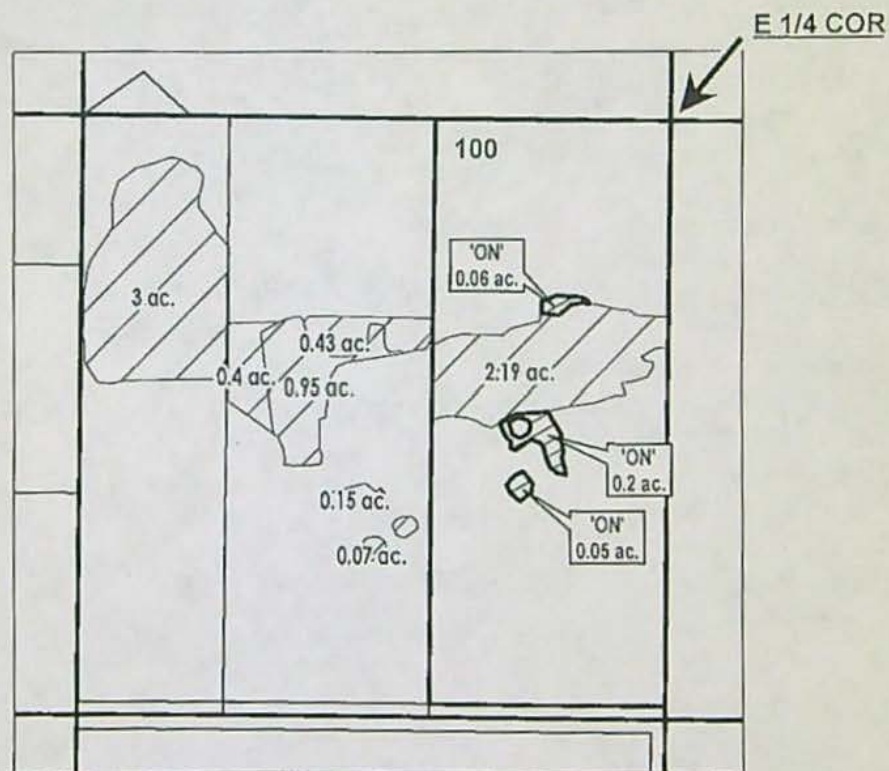 E 1/4 COR
100
'ON'
0.06 ac.
3 ac.
0.43 ac.
0.4 ac.
0.95 ac.
2.19 ac.
'ON'
0.2 ac.
0.15 ac.
'ON'
0.05 ac.
0.07 ac.